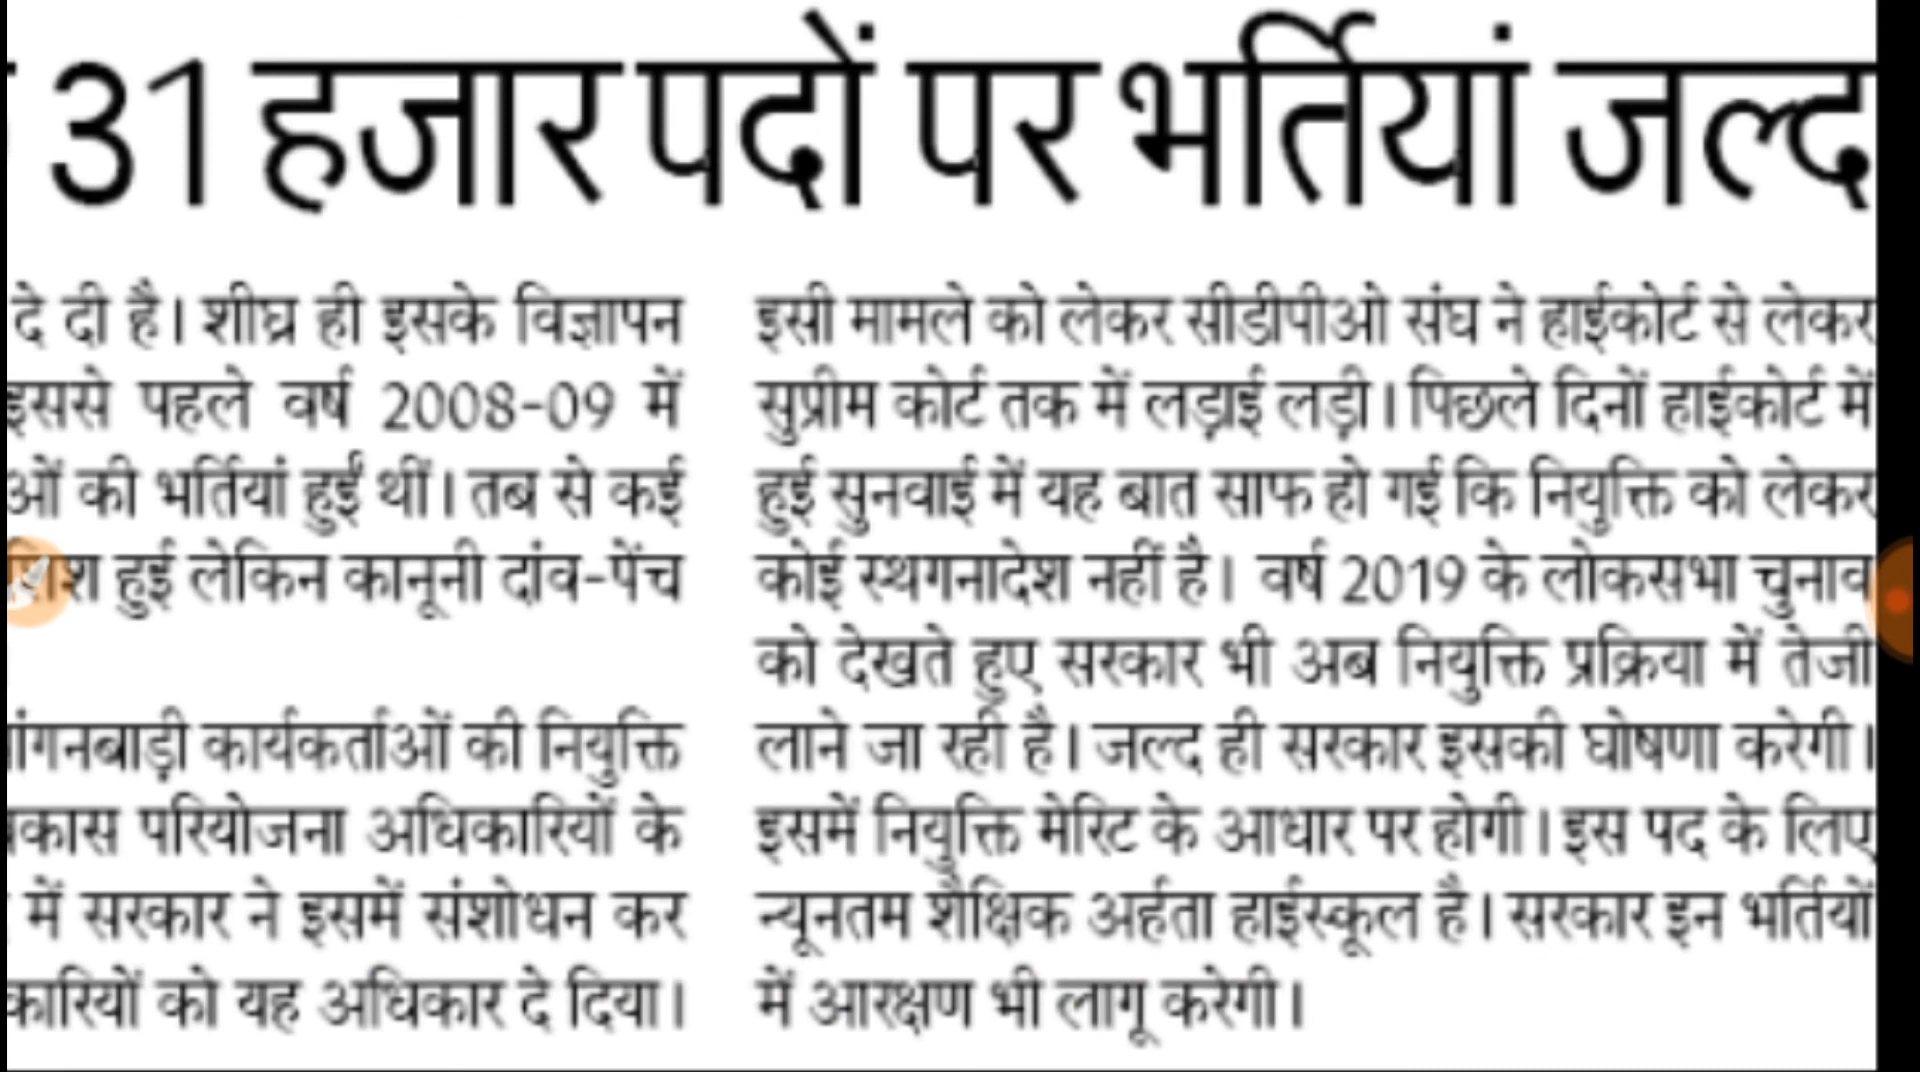 31 हजार पदों पर भर्तियां जल्द
दे दी है। शीघ्र ही इसके विज्ञापन
इससे पहले वर्ष 2008-09 में
ओं की भर्तियां हुईं थीं। तब से कई
हुई लेकिन कानूनी दांव-पेंच
कार्यकर्ताओं की नियुक्ति
परियोजना अधिकारियों के
में सरकार ने इसमें संशोधन कर
कारियों को यह अधिकार दे दिया।
इसी मामले को लेकर सीडीपीओ संघ ने हाईकोर्ट से लेकर
सुप्रीम कोर्ट तक में लड़ाई लड़ी। पिछले दिनों हाईकोर्ट में
हुई सुनवाई में यह बात साफ हो गई कि नियुक्ति को लेकर
कोई स्थगनादेश नहीं है। वर्ष 2019 के लोकसभा चुनाव
को देखते हुए सरकार भी अब नियुक्ति प्रक्रिया में तेजी
लाने जा रही है। जल्द ही सरकार इसकी घोषणा करेगी।
इसमें नियुक्ति मेरिट के आधार पर होगी। इस पद के लिए
न्यूनतम शैक्षिक अर्हता हाईस्कूल है। सरकार इन भर्तियों
में आरक्षण भी लागू करेगी।